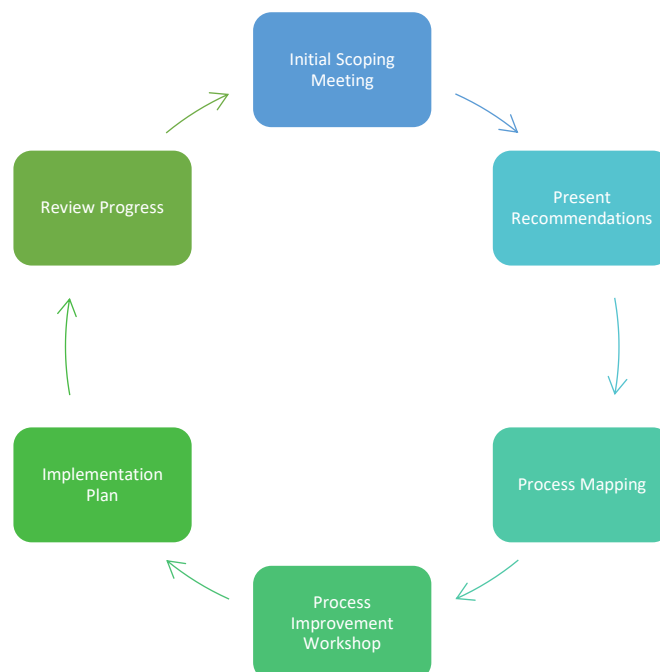 Initial Scoping
Meeting
Present
Recommendations
Process Mapping
Process
Improvement
Workshop
Implementation
Plan
Review Progress